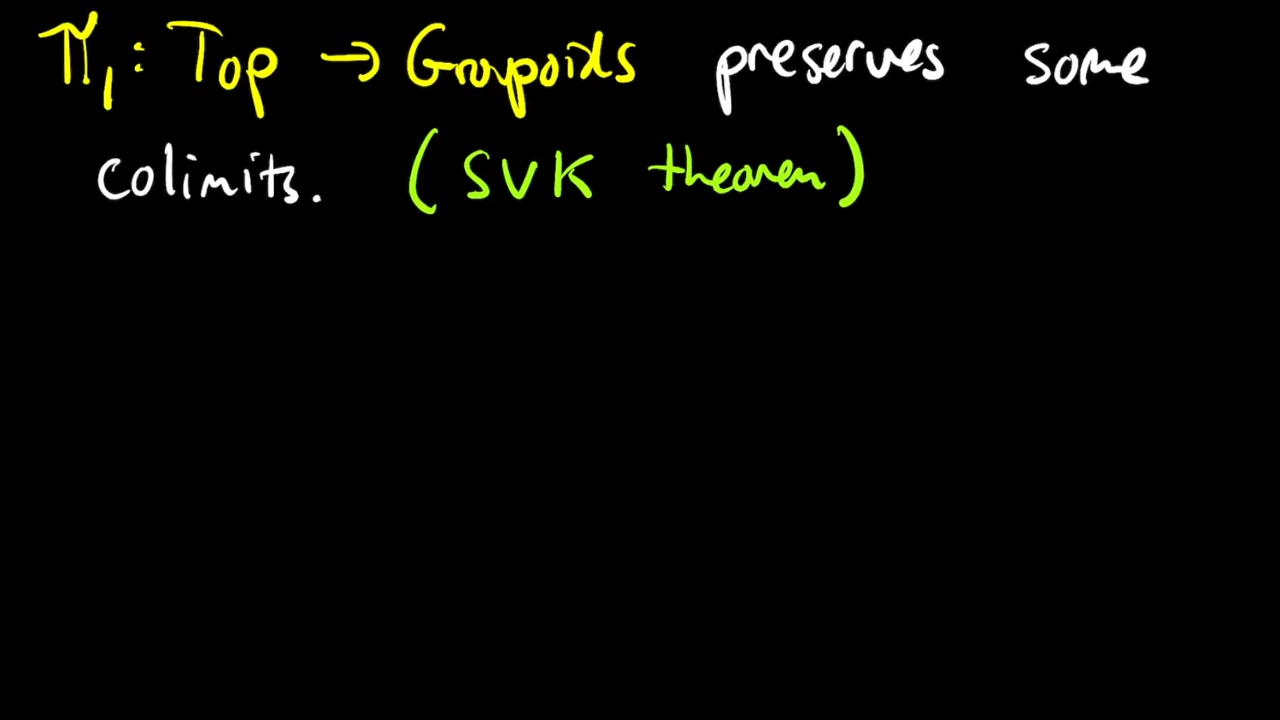 π₁: Top → Groupoids preserves some
colimits. (SVK theorem)